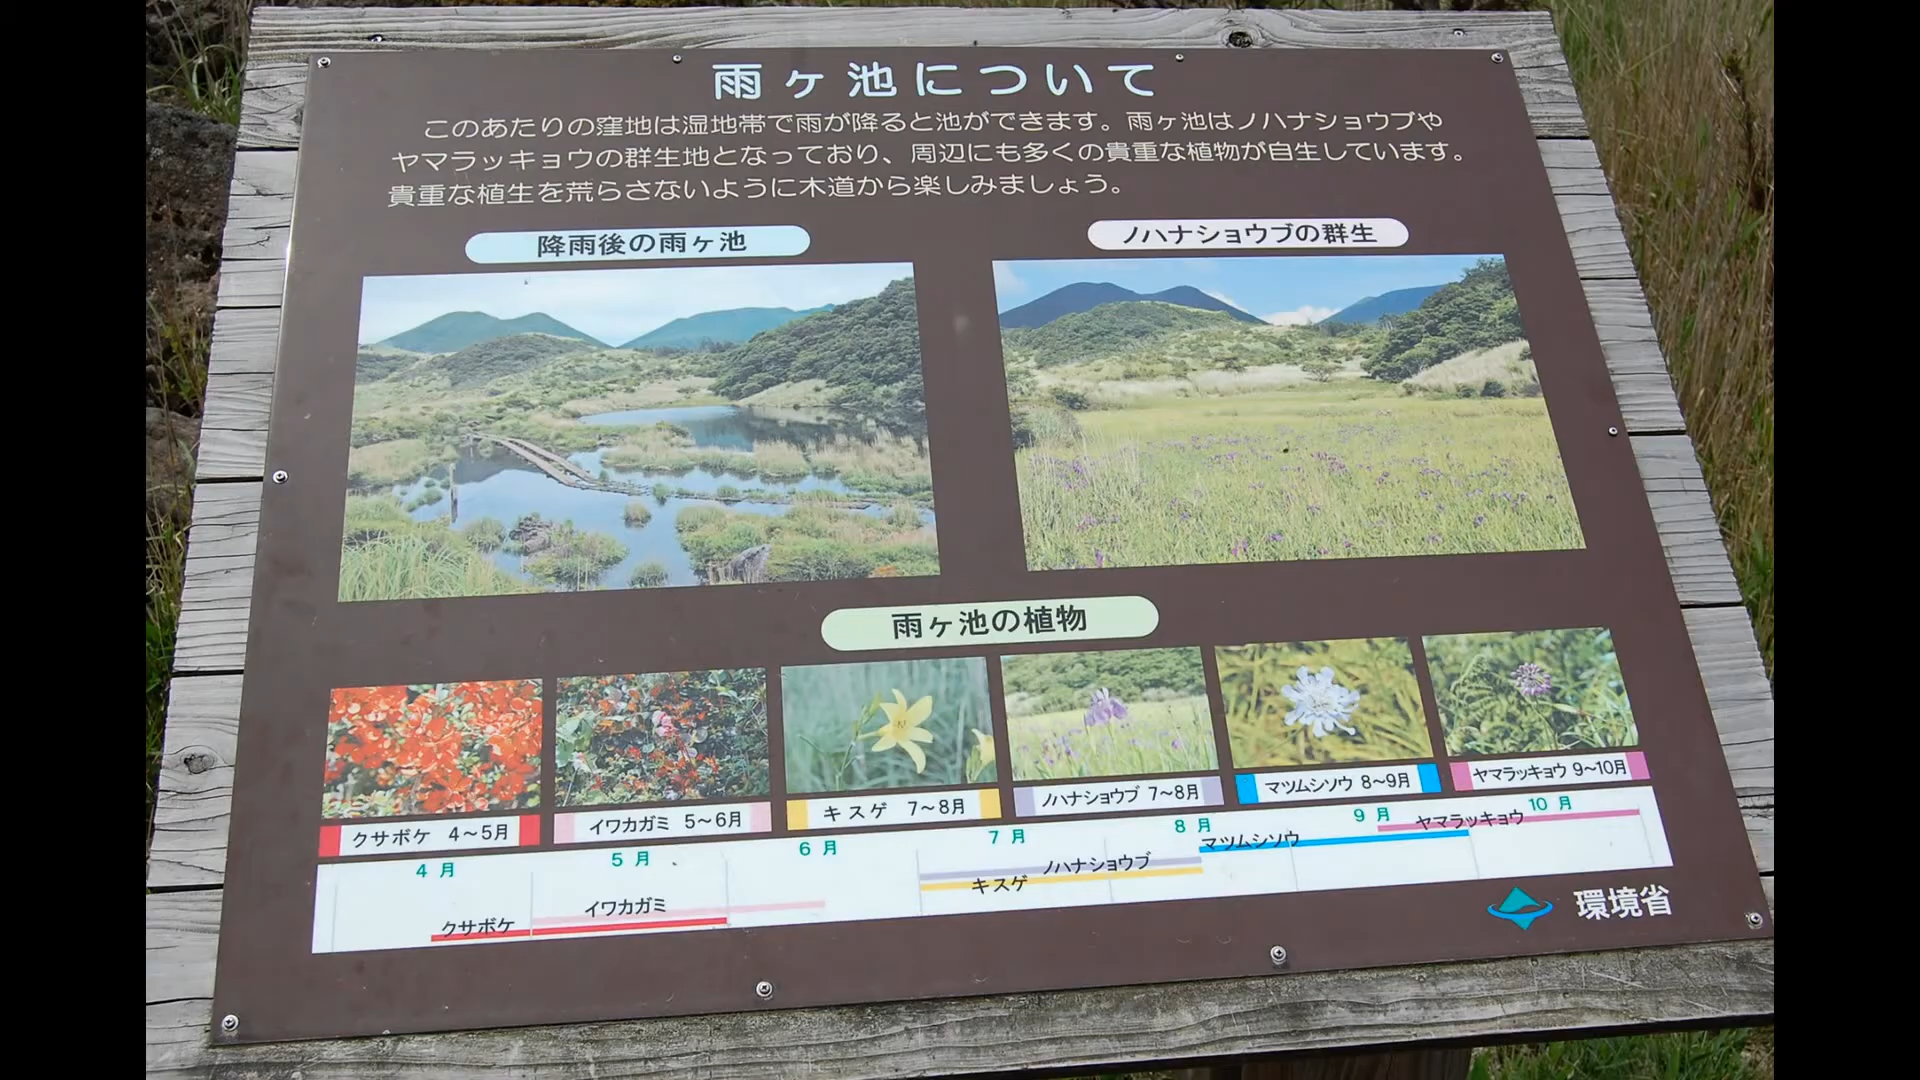 雨ヶ池について
このあたりの窪地は湿地帯で雨が降ると池ができます。雨ヶ池はノハナショウブや
ヤマラッキョウの群生地となっており、周辺にも多くの貴重な植物が自生しています。
貴重な植生を荒らさないように木道から楽しみましょう。
降雨後の雨ヶ池
ノハナショウブの群生
雨ヶ池の植物
クサボケ 4～5月
イワカガミ 5～6月
キスゲ 7～8月
ノハナショウブ 7～8月
マツムシソウ 8～9月
ヤマラッキョウ 9～10月
4月 5月 6月 7月 8月 9月 10月
クサボケ
イワカガミ
キスゲ
ノハナショウブ
マツムシソウ
ヤマラッキョウ
環境省